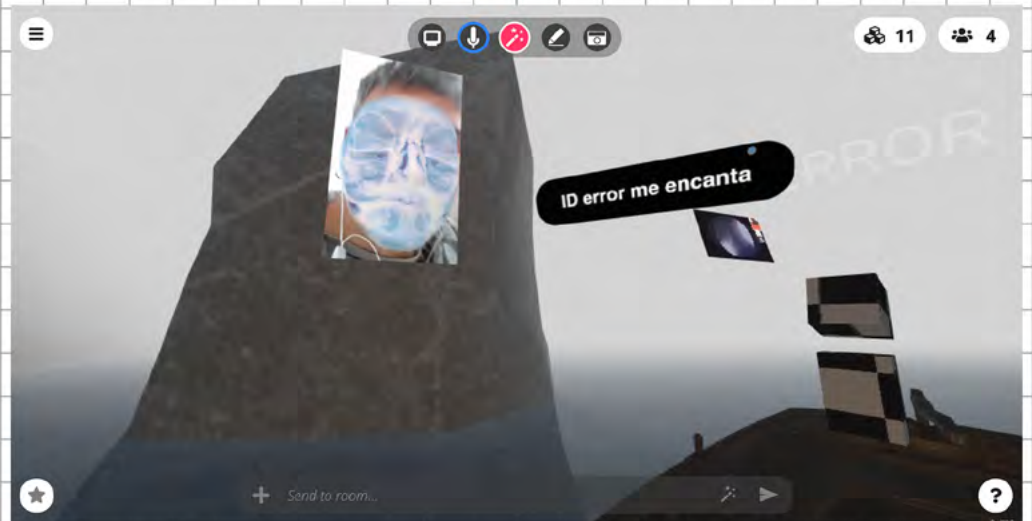 11
4
ID error me encanta
RROR
Send to room...
?